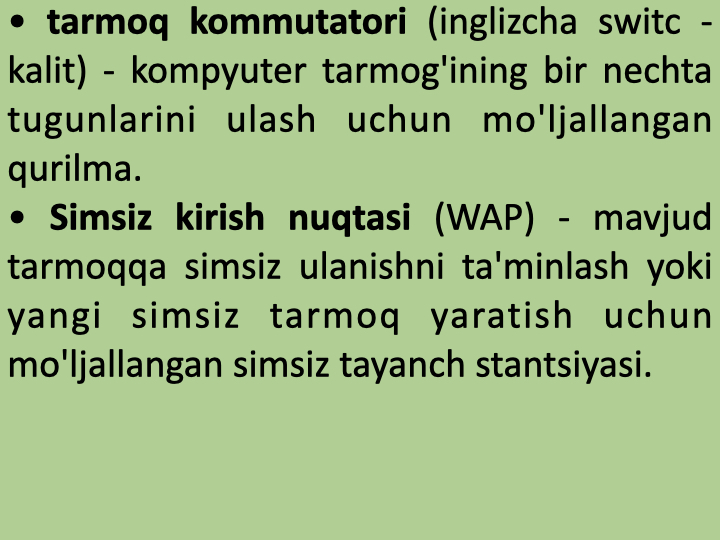 • tarmoq kommutatori (inglizcha switc -
kalit) - kompyuter tarmog'ining bir nechta
tugunlarini ulash uchun mo'ljallangan
qurilma.
• Simsiz kirish nuqtasi (WAP) - mavjud
tarmoqqa simsiz ulanishni ta'minlash yoki
yangi simsiz tarmoq yaratish uchun
mo'ljallangan simsiz tayanch stantsiyasi.